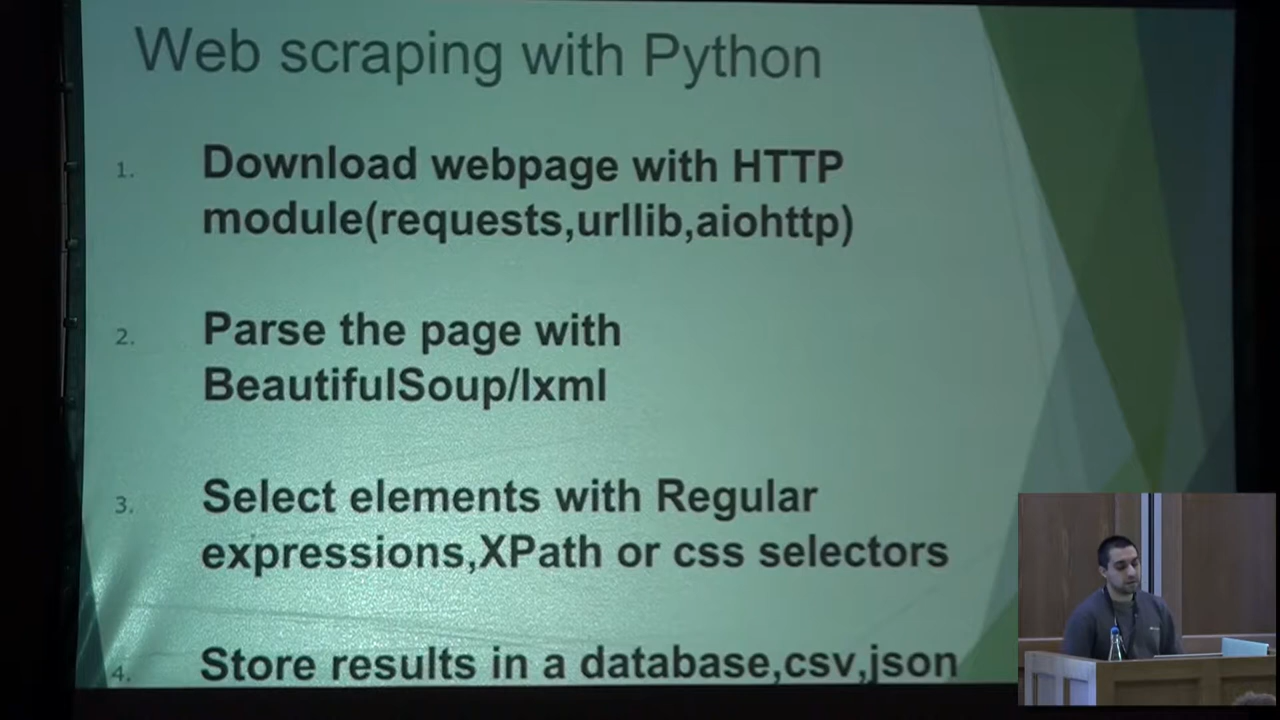 Web scraping with Python
1. Download webpage with HTTP
module(requests,urllib,aiohttp)
2. Parse the page with
BeautifulSoup/lxml
3. Select elements with Regular
expressions,XPath or css selectors
4. Store results in a database,csv,json